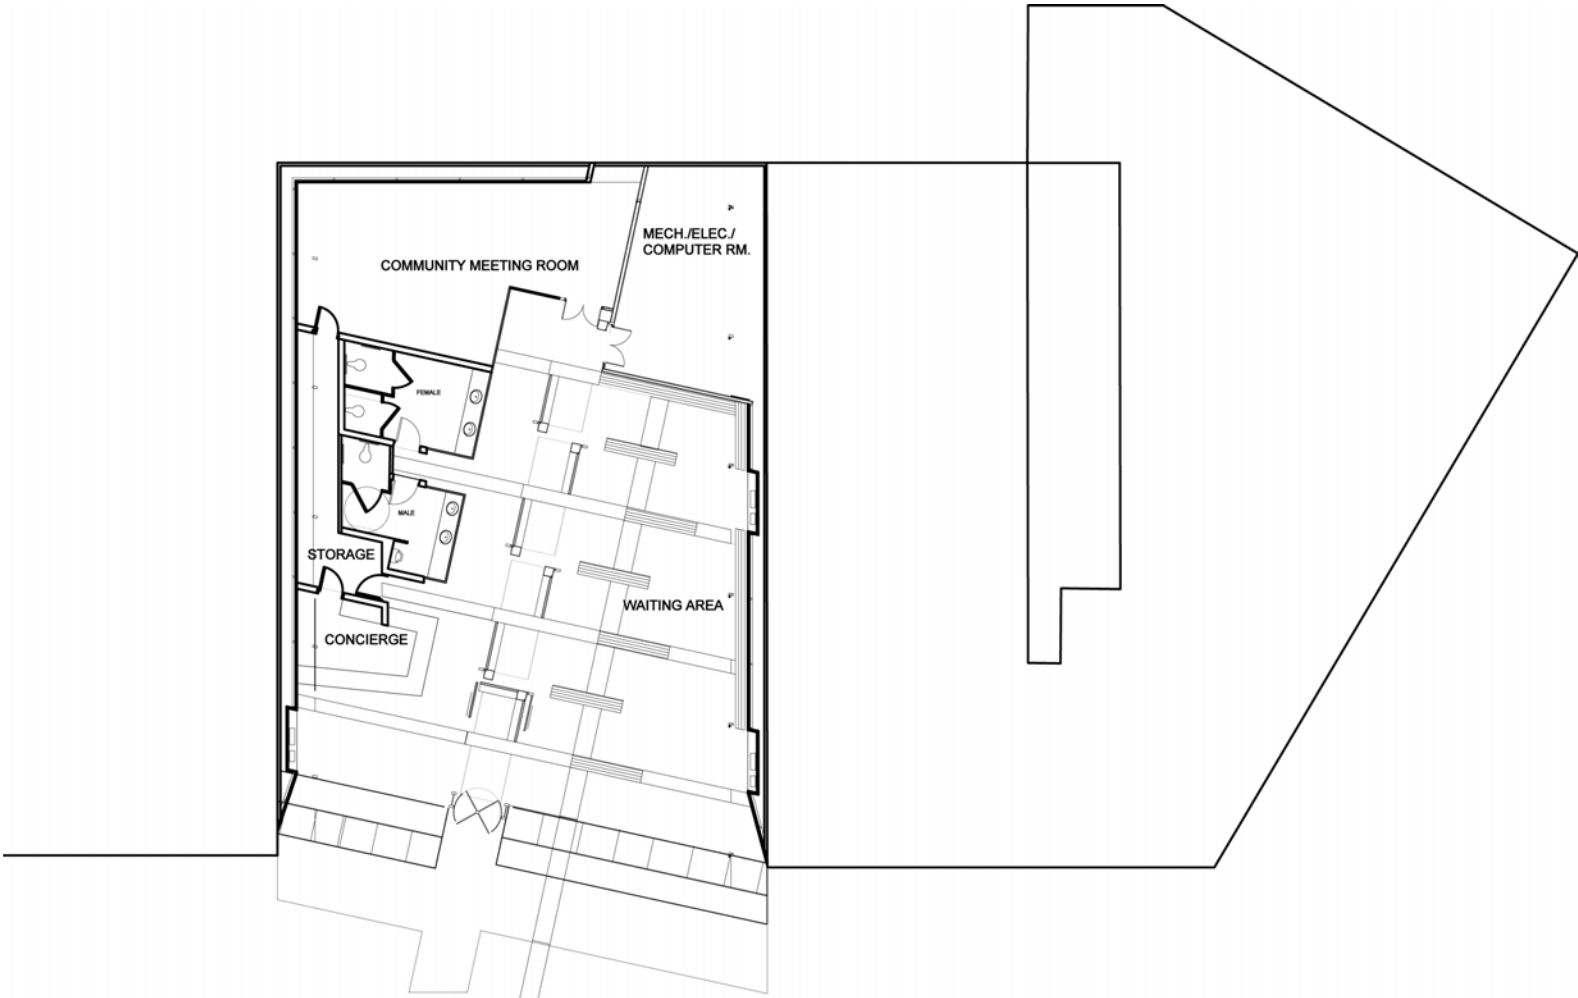 MECH./ELEC./
COMPUTER RM.
COMMUNITY MEETING ROOM
FEMALE
MALE
STORAGE
WAITING AREA
CONCIERGE